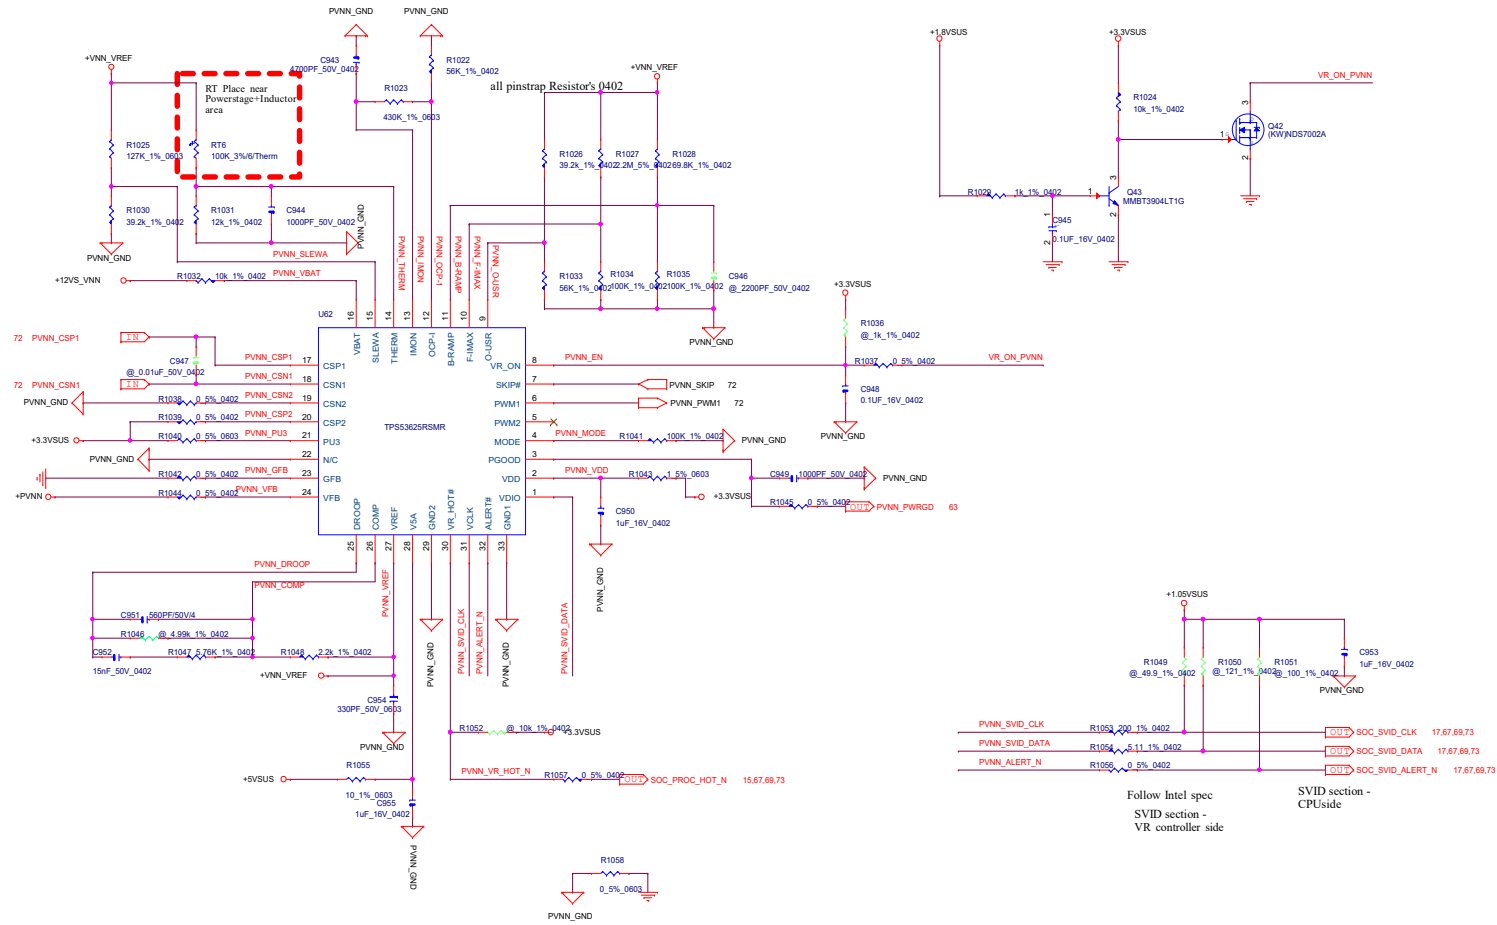 PVNN_GND
PVNN_GND
+VNN_VREF
C943
4700PF_50V_0402
R1022
56K_1%_0402
R1023
430K_1%_0603
+VNN_VREF
all pinstrap Resistor's 0402
RT Place near
Powerstage+Inductor
area
R1025
127K_1%_0603
RT6
100K_3%/6/Therm
R1026
39.2k_1%_0402
R1027
2.2M_5%_0402
R1028
69.8K_1%_0402
R1030
39.2k_1%_0402
R1031
12k_1%_0402
C944
1000PF_50V_0402
PVNN_GND
PVNN_GND
PVNN_SLEWA
PVNN_THERM
PVNN_IMON
PVNN_OCP-1
PVNN_B-RAMP
PVNN_F-IMAX
PVNN_O-USR
R1033
56K_1%_0402
R1034
100K_1%_0402
R1035
100K_1%_0402
C946
@_2200PF_50V_0402
PVNN_GND
+12VS_VNN
R1032
10k_1%_0402
PVNN_VBAT
+1.8VSUS
+3.3VSUS
VR_ON_PVNN
R1024
10k_1%_0402
3
1
2
Q42
(KW)NDS7002A
R1029
1k_1%_0402
1
3
2
Q43
MMBT3904LT1G
1
2
C945
0.1UF_16V_0402
U62
16
15
14
13
12
11
10
9
VBAT
SLEWA
THERM
IMON
OCP-I
B-RAMP
F-IMAX
O-USR
72 PVNN_CSP1
IN
C947
@_0.01uF_50V_0402
72 PVNN_CSN1
IN
PVNN_CSP1
17
CSP1
PVNN_CSN1
18
CSN1
PVNN_GND
R1038
0_5%_0402
PVNN_CSN2
19
CSN2
R1039
0_5%_0402
PVNN_CSP2
20
CSP2
+3.3VSUS
R1040
0_5%_0603
PVNN_PU3
21
PU3
PVNN_GND
22
N/C
R1042
0_5%_0402
PVNN_GFB
23
GFB
+PVNN
R1044
0_5%_0402
PVNN_VFB
24
VFB
TPS53625RSMR
VR_ON
8
PVNN_EN
SKIP#
7
PVNN_SKIP 72
PWM1
6
PVNN_PWM1 72
PWM2
5
MODE
4
PVNN_MODE
R1041
100K_1%_0402
PVNN_GND
PGOOD
3
VDD
2
PVNN_VDD
R1043
1_5%_0603
+3.3VSUS
VDIO
1
C949
1000PF_50V_0402
PVNN_GND
R1045
0_5%_0402
OUT
PVNN_PWRGD 63
C950
1uF_16V_0402
PVNN_GND
+3.3VSUS
R1036
@_1k_1%_0402
R1037
0_5%_0402
VR_ON_PVNN
C948
0.1UF_16V_0402
PVNN_GND
DROOP
COMP
VREF
V5A
GND2
VR_HOT#
VCLK
ALERT#
GND1
25
26
27
28
29
30
31
32
33
PVNN_DROOP
PVNN_COMP
PVNN_VREF
PVNN_SVID_CLK
PVNN_ALERT_N
PVNN_SVID_DATA
PVNN_GND
PVNN_GND
C951
560PF/50V/4
R1046
@_4.99k_1%_0402
C952
15nF_50V_0402
R1047
5.76K_1%_0402
R1048
2.2k_1%_0402
+VNN_VREF
C954
330PF_50V_0603
PVNN_GND
R1052
@_10k_1%_0402
+3.3VSUS
PVNN_VR_HOT_N
R1057
0_5%_0402
OUT
SOC_PROC_HOT_N 15,67,69,73
+5VSUS
R1055
10_1%_0603
C955
1uF_16V_0402
PVNN_GND
R1058
0_5%_0603
PVNN_GND
+1.05VSUS
R1049
@_49.9_1%_0402
R1050
@_121_1%_0402
R1051
@_100_1%_0402
C953
1uF_16V_0402
PVNN_GND
PVNN_SVID_CLK
R1053
200_1%_0402
OUT
SOC_SVID_CLK 17,67,69,73
PVNN_SVID_DATA
R1054
5.11_1%_0402
OUT
SOC_SVID_DATA 17,67,69,73
PVNN_ALERT_N
R1056
0_5%_0402
OUT
SOC_SVID_ALERT_N 17,67,69,73
Follow Intel spec
SVID section -
VR controller side
SVID section -
CPUside